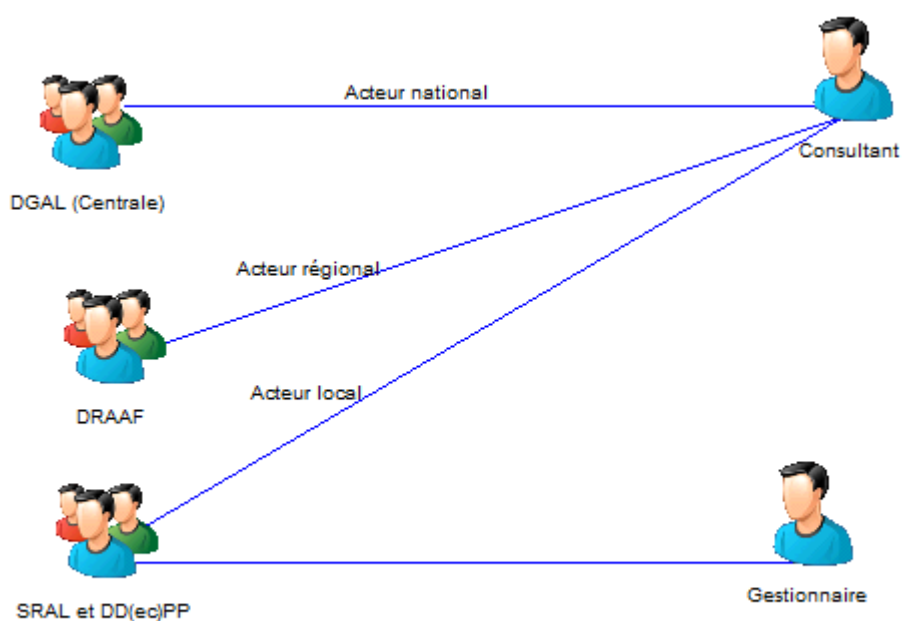 Acteur national
Consultant
DGAL (Centrale)
Acteur régional
Acteur local
DRAAF
Gestionnaire
SRAL et DD(ec)PP